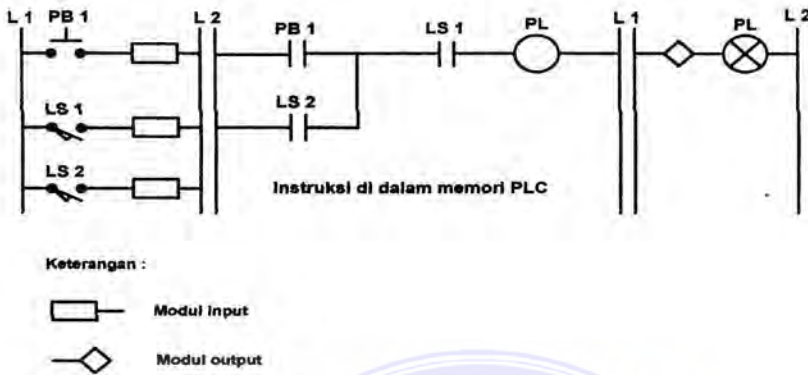 L 1 PB 1 L 2 PB 1 LS 1 PL L 1 PL L 2
LS 1 LS 2
LS 2
Instruksi di dalam memori PLC
Keterangan :
Modul input
Modul output